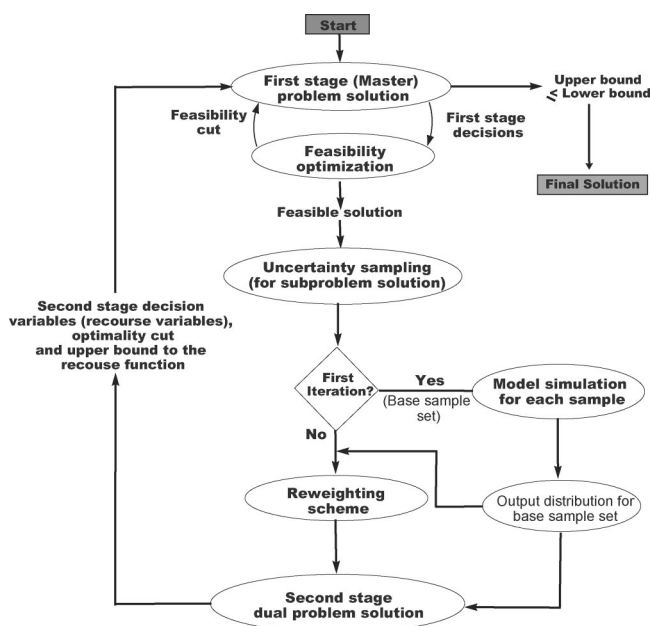 Start
First stage (Master)
problem solution
Upper bound
≤ Lower bound
Feasibility
cut
First stage
decisions
Feasibility
optimization
Final Solution
Feasible solution
Uncertainty sampling
(for subproblem solution)
Second stage decision
variables (recourse variables),
optimality cut
and upper bound to the
recouse function
First
Iteration?
Yes
(Base sample
set)
Model simulation
for each sample
No
Reweighting
scheme
Output distribution for
base sample set
Second stage
dual problem solution